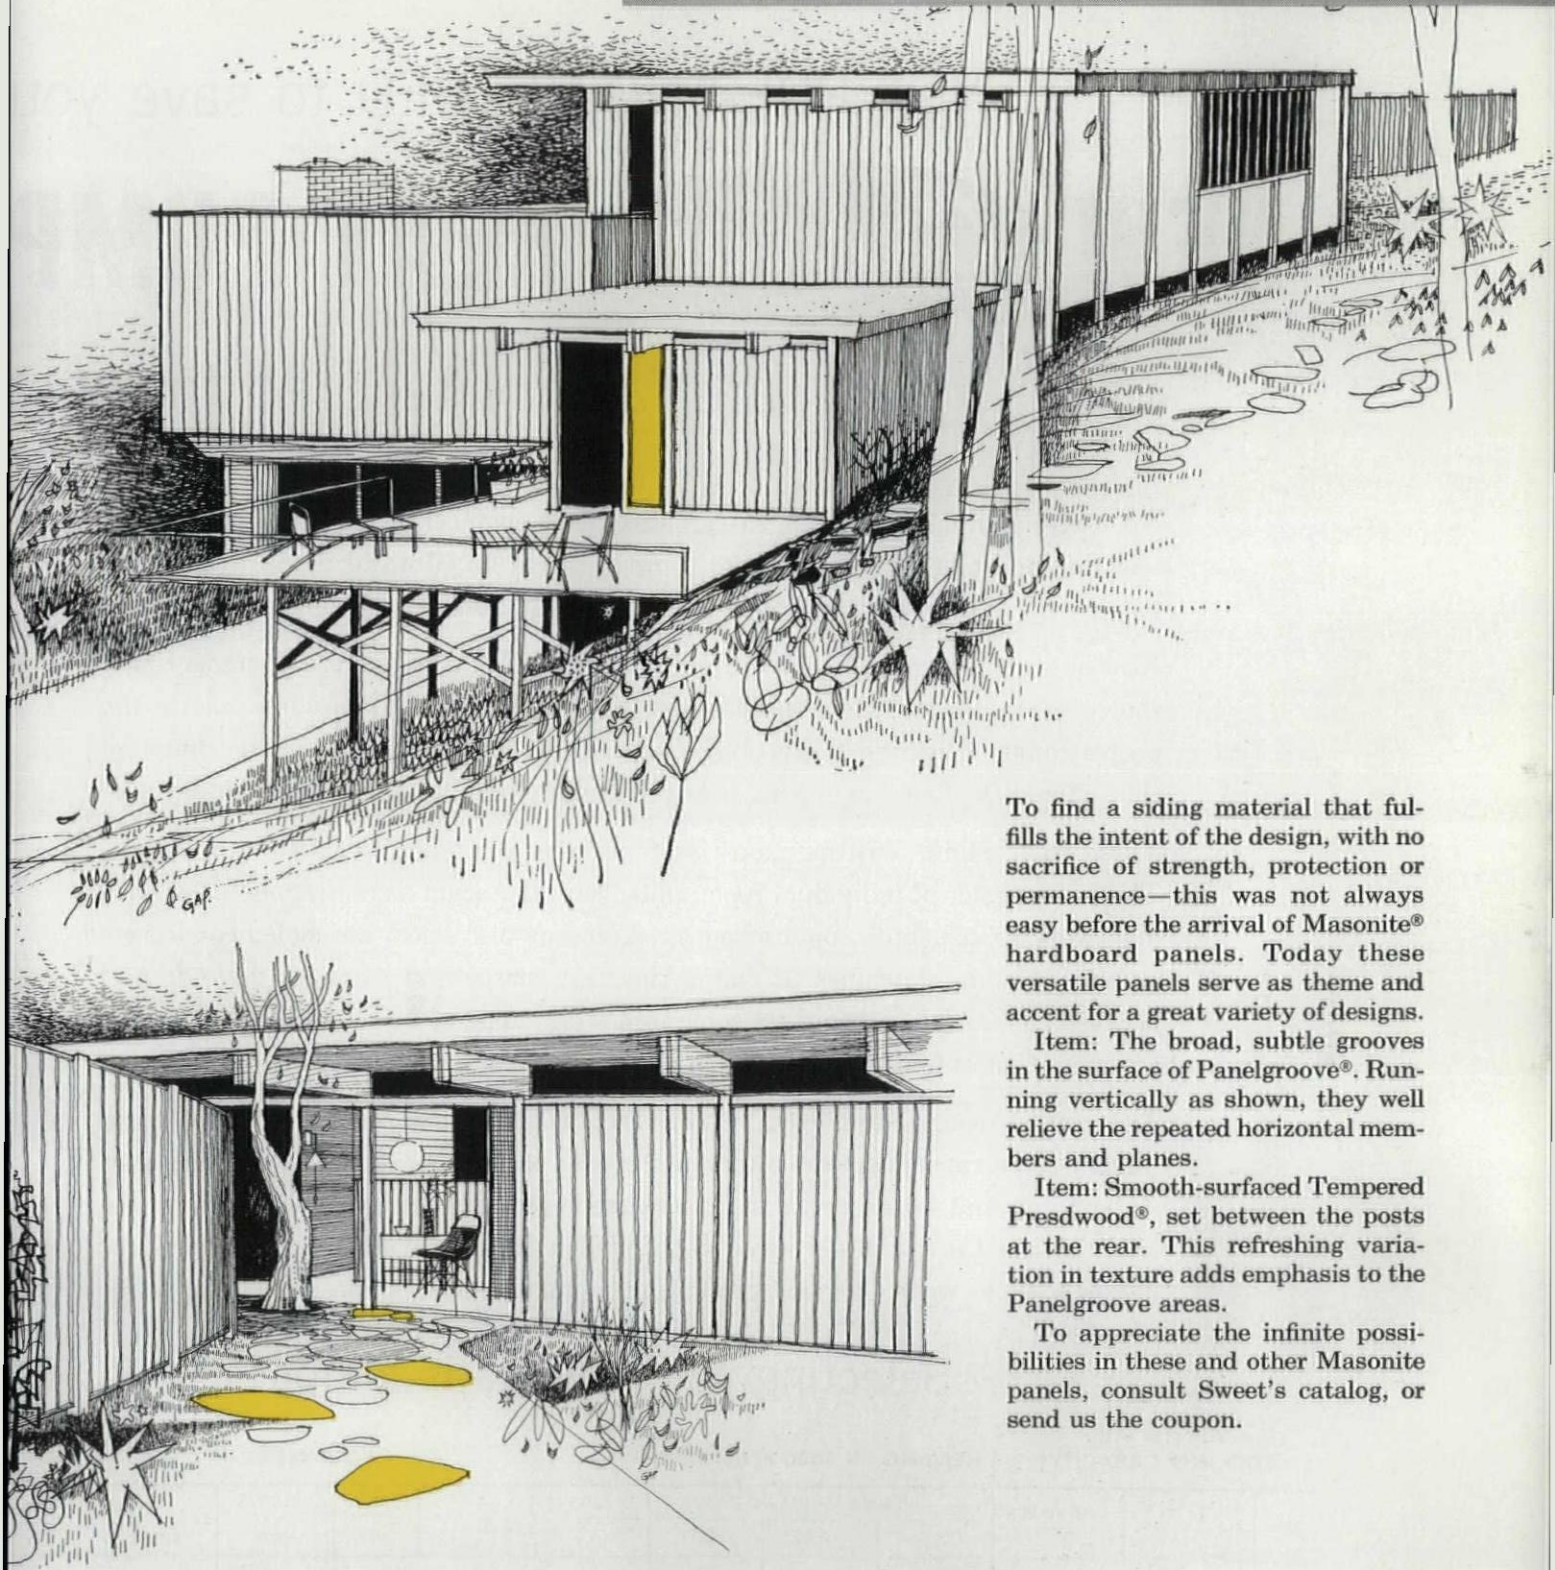 GAP.
To find a siding material that ful-
fills the intent of the design, with no
sacrifice of strength, protection or
permanence—this was not always
easy before the arrival of Masonite®
hardboard panels. Today these
versatile panels serve as theme and
accent for a great variety of designs.
Item: The broad, subtle grooves
in the surface of Panelgroove®. Run-
ning vertically as shown, they well
relieve the repeated horizontal mem-
bers and planes.
Item: Smooth-surfaced Tempered
Presdwood®, set between the posts
at the rear. This refreshing varia-
tion in texture adds emphasis to the
Panelgroove areas.
To appreciate the infinite possi-
bilities in these and other Masonite
panels, consult Sweet's catalog, or
send us the coupon.